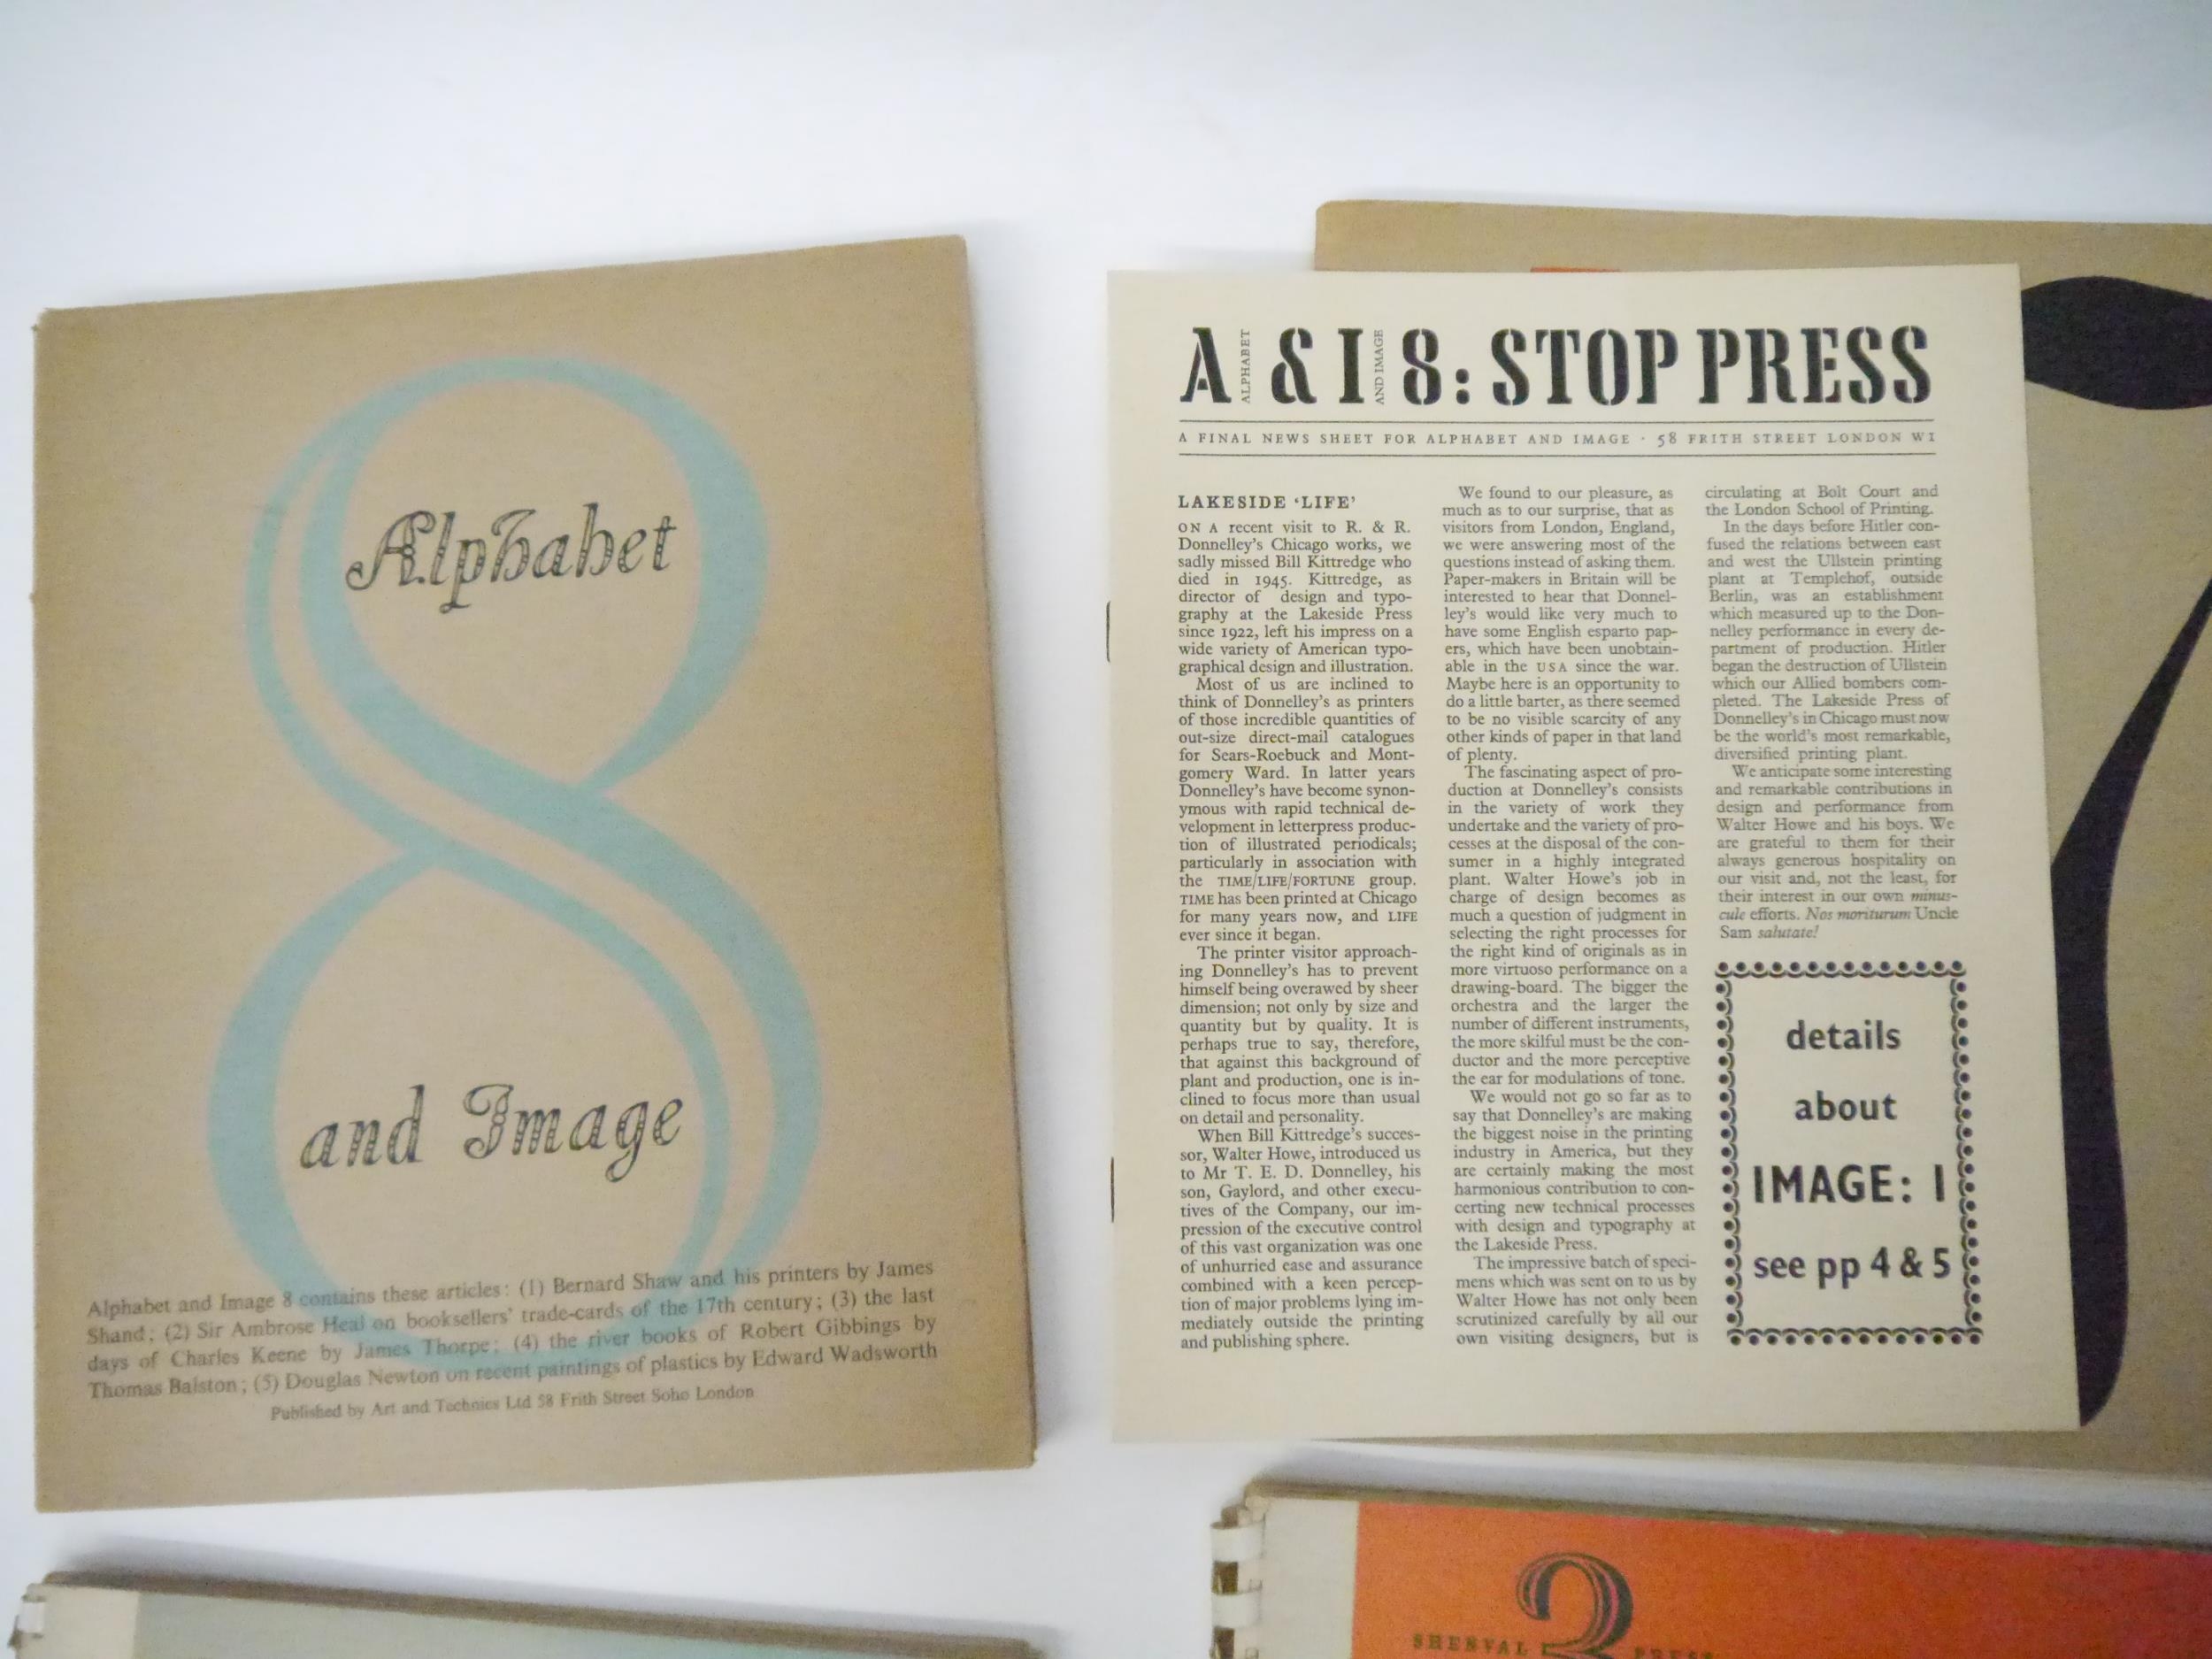 8
Alphabet
and Image
Alphabet and Image 8 contains these articles: (1) Bernard Shaw and his printers by James
Shand; (2) Sir Ambrose Heal on booksellers' trade-cards of the 17th century; (3) the last
days of Charles Keene by James Thorpe; (4) the river books of Robert Gibbings by
Thomas Balston; (5) Douglas Newton on recent paintings of plastics by Edward Wadsworth
Published by Art and Technics Ltd 58 Frith Street Soho London
A ALPHABET & I AND IMAGE 8: STOP PRESS
A FINAL NEWS SHEET FOR ALPHABET AND IMAGE · 58 FRITH STREET LONDON W1
LAKESIDE ‘LIFE’
ON A recent visit to R. & R.
Donnelley's Chicago works, we
sadly missed Bill Kittredge who
died in 1945. Kittredge, as
director of design and typo-
graphy at the Lakeside Press
since 1922, left his impress on a
wide variety of American typo-
graphical design and illustration.
Most of us are inclined to
think of Donnelley's as printers
of those incredible quantities of
out-size direct-mail catalogues
for Sears-Roebuck and Mont-
gomery Ward. In latter years
Donnelley's have become synon-
ymous with rapid technical de-
velopment in letterpress produc-
tion of illustrated periodicals;
particularly in association with
the TIME/LIFE/FORTUNE group.
TIME has been printed at Chicago
for many years now, and LIFE
ever since it began.
The printer visitor approach-
ing Donnelley's has to prevent
himself being overawed by sheer
dimension; not only by size and
quantity but by quality. It is
perhaps true to say, therefore,
that against this background of
plant and production, one is in-
clined to focus more than usual
on detail and personality.
When Bill Kittredge's succes-
sor, Walter Howe, introduced us
to Mr T. E. D. Donnelley, his
son, Gaylord, and other execu-
tives of the Company, our im-
pression of the executive control
of this vast organization was one
of unhurried ease and assurance
combined with a keen percep-
tion of major problems lying im-
mediately outside the printing
and publishing sphere.
We found to our pleasure, as
much as to our surprise, that as
visitors from London, England,
we were answering most of the
questions instead of asking them.
Paper-makers in Britain will be
interested to hear that Donnel-
ley's would like very much to
have some English esparto pap-
ers, which have been unobtain-
able in the USA since the war.
Maybe here is an opportunity to
do a little barter, as there seemed
to be no visible scarcity of any
other kinds of paper in that land
of plenty.
The fascinating aspect of pro-
duction at Donnelley's consists
in the variety of work they
undertake and the variety of pro-
cesses at the disposal of the con-
sumer in a highly integrated
plant. Walter Howe's job in
charge of design becomes as
much a question of judgment in
selecting the right processes for
the right kind of originals as in
more virtuoso performance on a
drawing-board. The bigger the
orchestra and the larger the
number of different instruments,
the more skilful must be the con-
ductor and the more perceptive
the ear for modulations of tone.
We would not go so far as to
say that Donnelley's are making
the biggest noise in the printing
industry in America, but they
are certainly making the most
harmonious contribution to con-
certing new technical processes
with design and typography at
the Lakeside Press.
The impressive batch of speci-
mens which was sent on to us by
Walter Howe has not only been
scrutinized carefully by all our
own visiting designers, but is
circulating at Bolt Court and
the London School of Printing.
In the days before Hitler con-
fused the relations between east
and west the Ullstein printing
plant at Templehof, outside
Berlin, was an establishment
which measured up to the Don-
nelley performance in every de-
partment of production. Hitler
began the destruction of Ullstein
which our Allied bombers com-
pleted. The Lakeside Press of
Donnelley's in Chicago must now
be the world's most remarkable,
diversified printing plant.
We anticipate some interesting
and remarkable contributions in
design and performance from
Walter Howe and his boys. We
are grateful to them for their
always generous hospitality on
our visit and, not the least, for
their interest in our own minus-
cule efforts. Nos moriturum Uncle
Sam salutate!
details
about
IMAGE: 1
see pp 4 & 5
SHENVAL PRESS